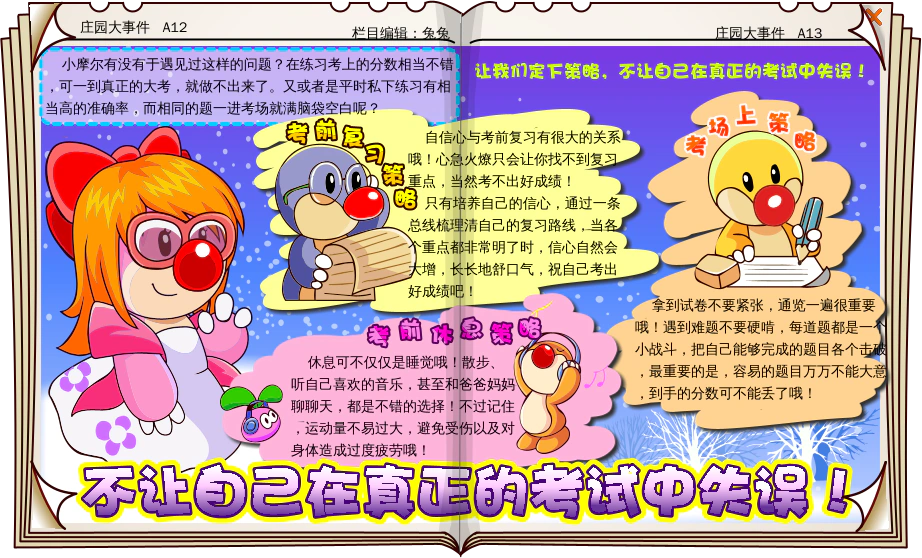 庄园大事件 A12
栏目编辑：兔兔
庄园大事件 A13
小摩尔有没有于遇见过这样的问题？在练习考上的分数相当不错
，可一到真正的大考，就做不出来了。又或者是平时私下练习有相
当高的准确率，而相同的题一进考场就满脑袋空白呢？
让我们定下策略，不让自己在真正的考试中失误！
考前复习策略
自信心与考前复习有很大的关系
哦！心急火燎只会让你找不到复习
重点，当然考不出好成绩！
只有培养自己的信心，通过一条
总线梳理清自己的复习路线，当各
个重点都非常明了时，信心自然会
大增，长长地舒口气，祝自己考出
好成绩吧！
考场上策略
拿到试卷不要紧张，通览一遍很重要
哦！遇到难题不要硬啃，每道题都是一个
小战斗，把自己能够完成的题目各个击破
，最重要的是，容易的题目万万不能大意
，到手的分数可不能丢了哦！
考前休息策略
休息可不仅仅是睡觉哦！散步、
听自己喜欢的音乐，甚至和爸爸妈妈
聊聊天，都是不错的选择！不过记住
，运动量不易过大，避免受伤以及对
身体造成过度疲劳哦！
不让自己在真正的考试中失误！